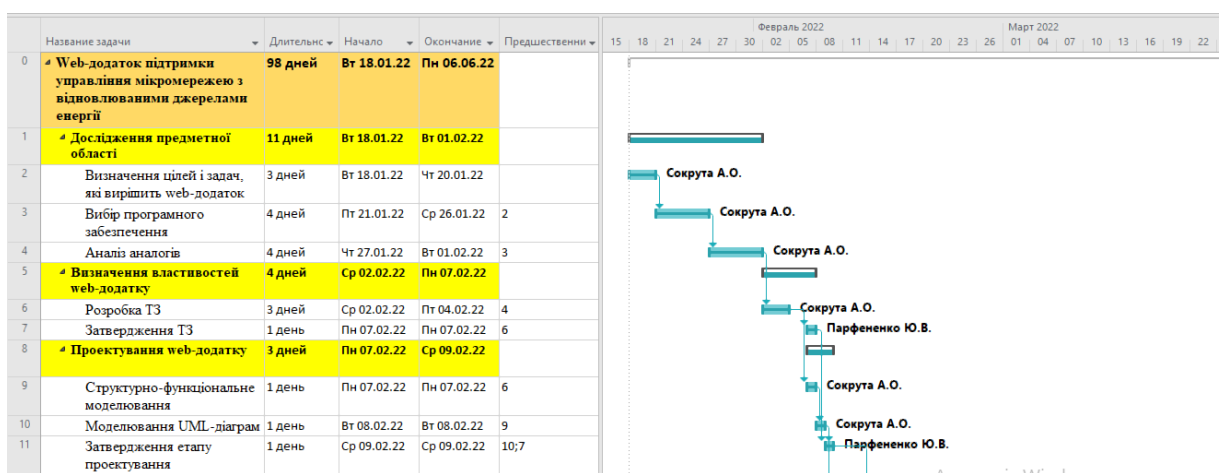 Февраль 2022 Март 2022
Название задачи Длительнс Начало Окончание Предшественни 15 18 21 24 27 30 02 05 08 11 14 17 20 23 26 01 04 07 10 13 16 19 22
0 Web-додаток підтримки 98 дней Вт 18.01.22 Пн 06.06.22
управління мікромережею з
відновлюваними джерелами
енергії
1 Дослідження предметної 11 дней Вт 18.01.22 Вт 01.02.22
області
2 Визначення цілей і задач, 3 дней Вт 18.01.22 Чт 20.01.22 Сокрута А.О.
які вирішить web-додаток
3 Вибір програмного 4 дней Пт 21.01.22 Ср 26.01.22 2 Сокрута А.О.
забезпечення
4 Аналіз аналогів 4 дней Чт 27.01.22 Вт 01.02.22 3 Сокрута А.О.
5 Визначення властивостей 4 дней Ср 02.02.22 Пн 07.02.22
web-додатку
6 Розробка ТЗ 3 дней Ср 02.02.22 Пт 04.02.22 4 Сокрута А.О.
7 Затвердження ТЗ 1 день Пн 07.02.22 Пн 07.02.22 6 Парфененко Ю.В.
8 Проектування web-додатку 3 дней Пн 07.02.22 Ср 09.02.22
9 Структурно-функціональне 1 день Пн 07.02.22 Пн 07.02.22 6 Сокрута А.О.
моделювання
10 Моделювання UML-діаграм 1 день Вт 08.02.22 Вт 08.02.22 9 Сокрута А.О.
11 Затвердження етапу 1 день Ср 09.02.22 Ср 09.02.22 10;7 Парфененко Ю.В.
проектування